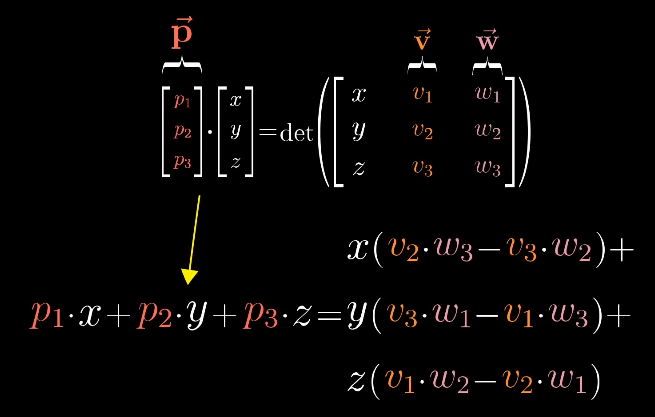 p⃗ v⃗ w⃗
[p₁ p₂ p₃] · [x y z] = det([x v₁ w₁
y v₂ w₂
z v₃ w₃])
x(v₂·w₃−v₃·w₂)+
p₁·x+p₂·y+p₃·z=y(v₃·w₁−v₁·w₃)+
z(v₁·w₂−v₂·w₁)